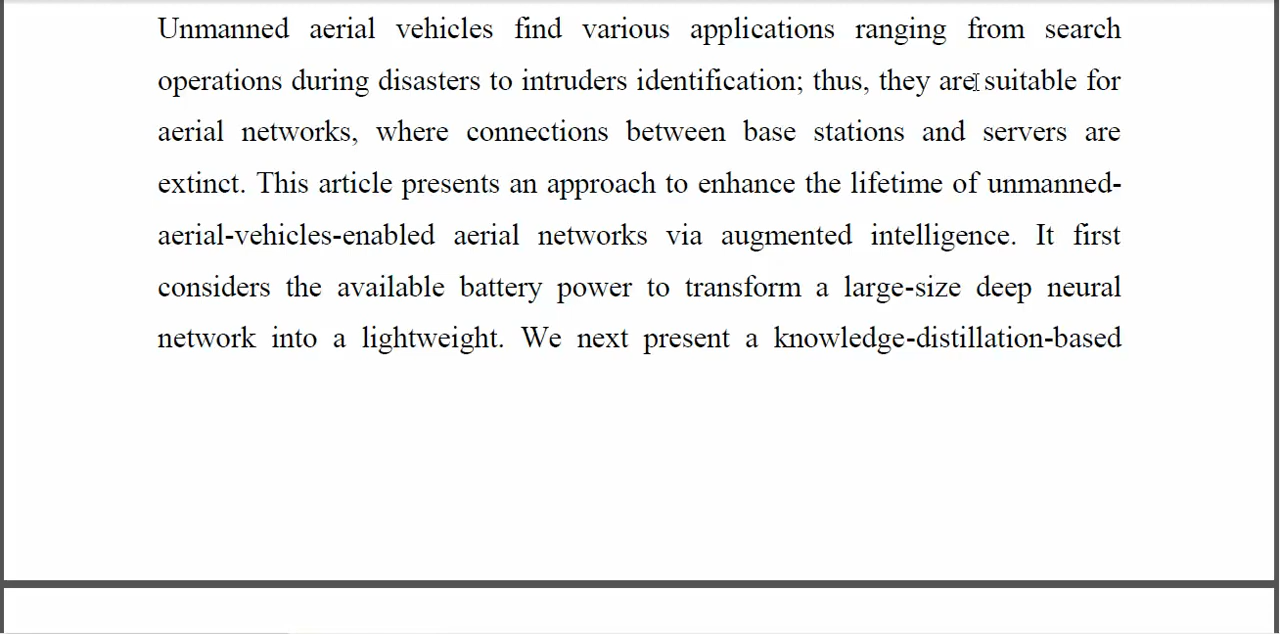 Unmanned aerial vehicles find various applications ranging from search
operations during disasters to intruders identification; thus, they are suitable for
aerial networks, where connections between base stations and servers are
extinct. This article presents an approach to enhance the lifetime of unmanned-
aerial-vehicles-enabled aerial networks via augmented intelligence. It first
considers the available battery power to transform a large-size deep neural
network into a lightweight. We next present a knowledge-distillation-based